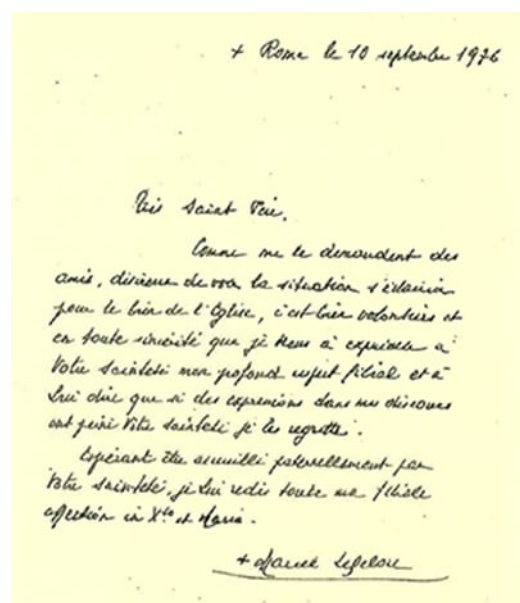 + Rome le 10 septembre 1976
Très Saint Père,
Comme me le demandent des
amis, désireux de voir la situation s'éclaircir
pour le bien de l'Eglise, c'est bien volontiers et
en toute sincérité que je tiens à exprimer à
Votre Sainteté mon profond respect filial et à
Lui dire que si des expressions dans mes discours
ont peiné Votre Sainteté je les regrette.
Espérant être accueilli paternellement par
Votre Sainteté, je Lui redis toute ma filiale
affection in Xto et Maria.
+ Marcel Lefebvre